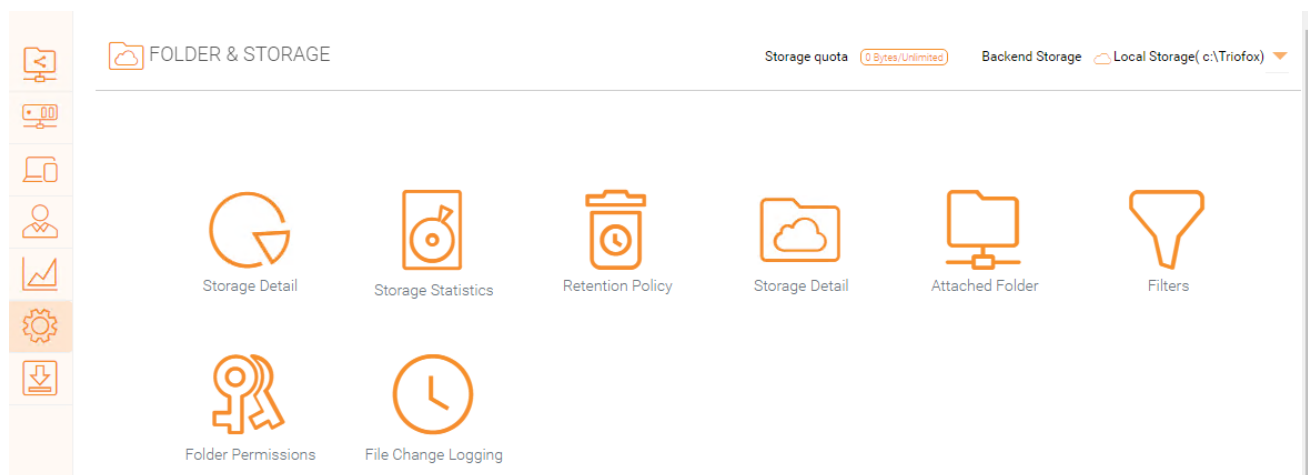 FOLDER & STORAGE
Storage quota 0 Bytes/Unlimited Backend Storage Local Storage( c:\Triofox)
Storage Detail Storage Statistics Retention Policy Storage Detail Attached Folder Filters
Folder Permissions File Change Logging